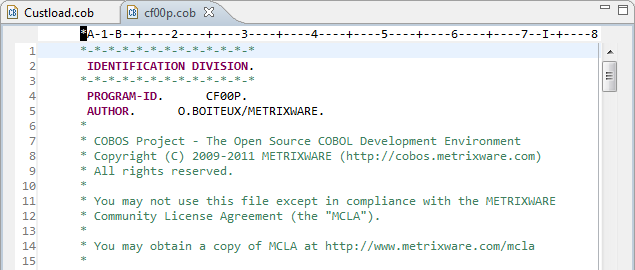 Custload.cob cf00p.cob
*A-1-B--+----2----+----3----+----4----+----5----+----6----+----7--I-+----8
1 *-*-*-*-*-*-*-*-*-*-*-*-*
2 IDENTIFICATION DIVISION.
3 *-*-*-*-*-*-*-*-*-*-*-*-*
4 PROGRAM-ID. CF00P.
5 AUTHOR. O.BOITEUX/METRIXWARE.
6 *
7 * COBOS Project - The Open Source COBOL Development Environment
8 * Copyright (C) 2009-2011 METRIXWARE (http://cobos.metrixware.com)
9 * All rights reserved.
10 *
11 * You may not use this file except in compliance with the METRIXWARE
12 * Community License Agreement (the "MCLA").
13 *
14 * You may obtain a copy of MCLA at http://www.metrixware.com/mcla
15 *